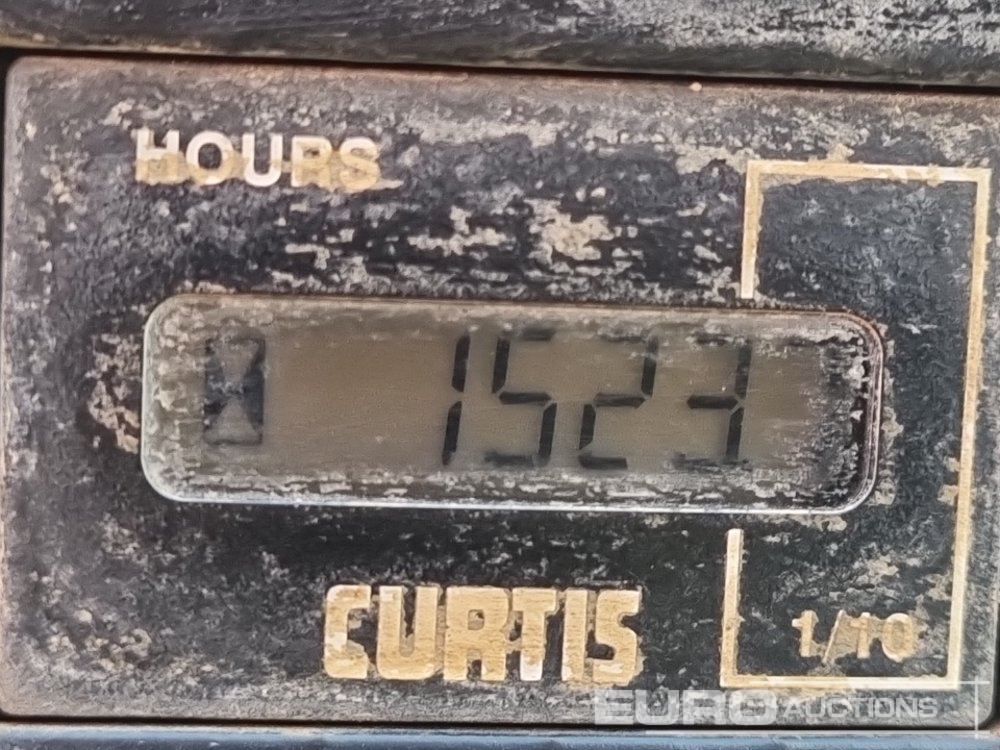 HOURS
1523
CURTIS
1/10
EURO AUCTIONS